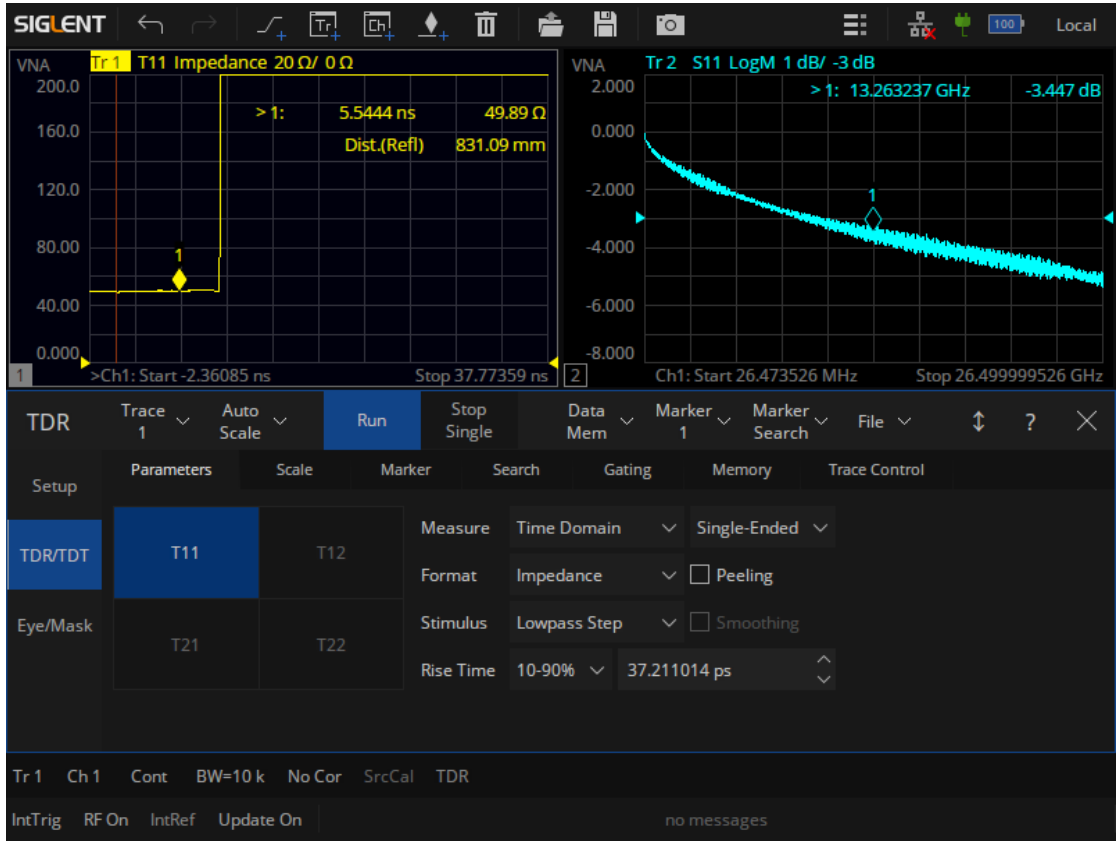 SIGLENT Tr Ch 100 Local
VNA Tr 1 T11 Impedance 20 Ω/ 0 Ω
200.0
> 1: 5.5444 ns 49.89 Ω
Dist.(Refl) 831.09 mm
160.0
120.0
80.00
1
40.00
0.000
1 >Ch1: Start -2.36085 ns Stop 37.77359 ns
VNA Tr 2 S11 LogM 1 dB/ -3 dB
2.000
> 1: 13.263237 GHz -3.447 dB
0.000
-2.000
1
-4.000
-6.000
-8.000
2 Ch1: Start 26.473526 MHz Stop 26.499999526 GHz
TDR Trace 1 Auto Scale Run Stop Single Data Mem Marker 1 Marker Search File ?
Setup
TDR/TDT
Eye/Mask
Parameters Scale Marker Search Gating Memory Trace Control
T11 T12
T21 T22
Measure Time Domain Single-Ended
Format Impedance Peeling
Stimulus Lowpass Step Smoothing
Rise Time 10-90% 37.211014 ps
Tr 1 Ch 1 Cont BW=10 k No Cor SrcCal TDR
IntTrig RF On IntRef Update On no messages